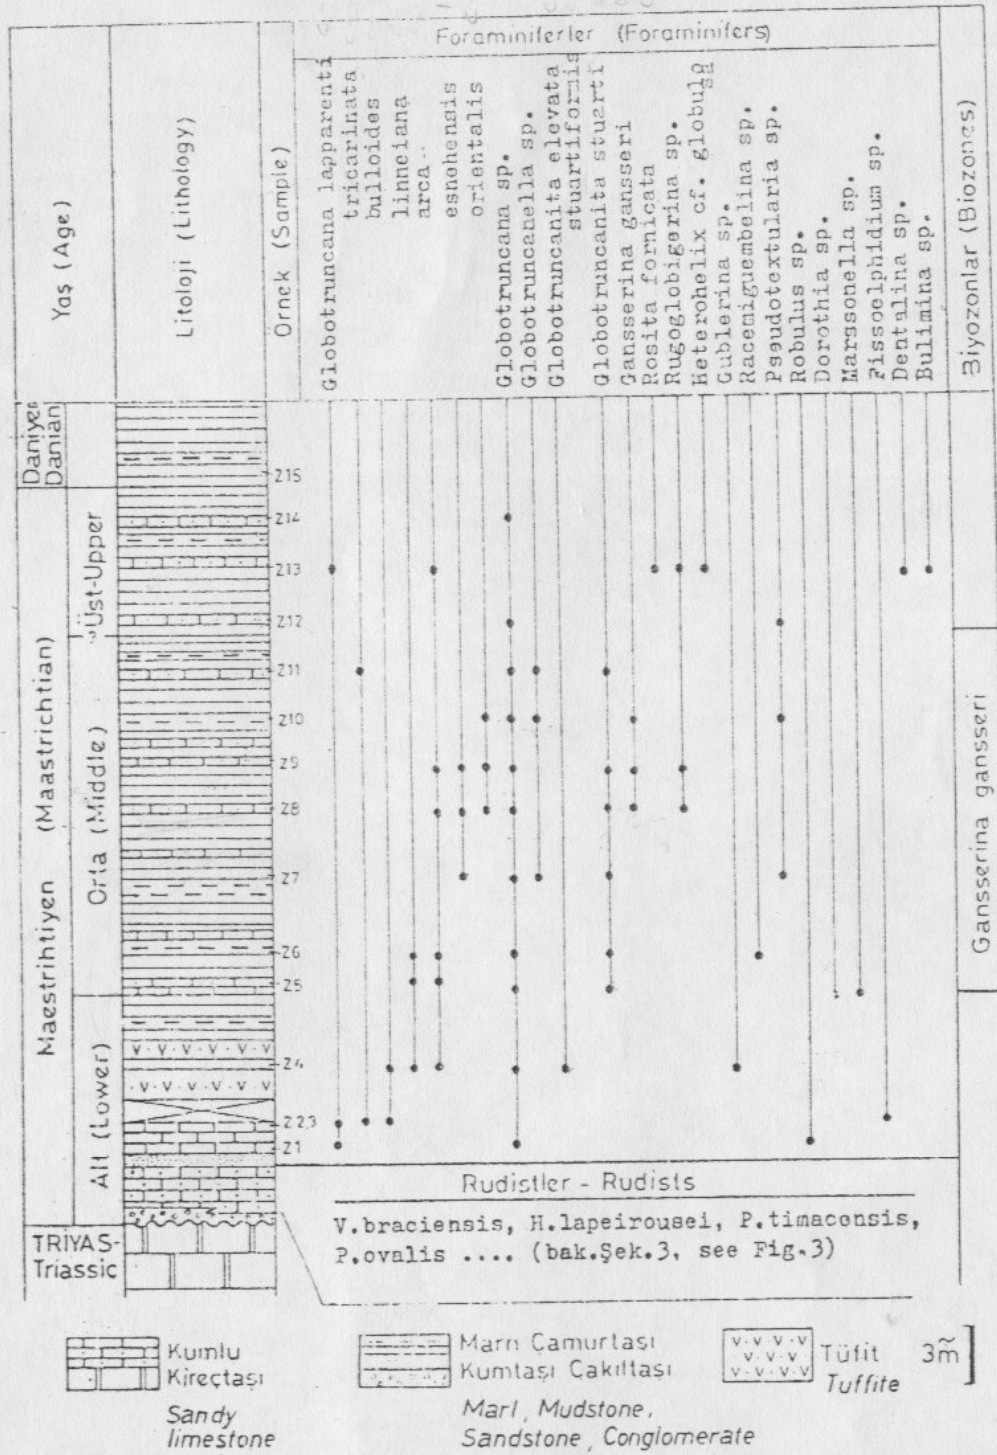 Foraminiferler (Foraminifers)
Yaş (Age)
Litoloji (Lithology)
Örnek (Sample)
Globotruncana lapparenti
tricarinata
bulloides
linneiana
arca
esnehensis
orientalis
Globotruncana sp.
Globotruncanella sp.
Globotruncanita elevata
stuartiformis
Globotruncanita stuarti
Gansserina gansseri
Rosita fornicata
Rugoglobigerina sp.
Heterohelix cf. globulosa
Gublerina sp.
Racemiguembelina sp.
Pseudotextularia sp.
Robulus sp.
Dorothia sp.
Marssonella sp.
Fissoelphidium sp.
Dentalina sp.
Bulimina sp.
Biyozonlar (Biozones)
Daniyen
Danian
Maestrihtiyen (Maastrichtian)
Üst-Upper
Orta (Middle)
Alt (Lower)
TRİYAS-
Triassic
Z15
Z14
Z13
Z12
Z11
Z10
Z9
Z8
Z7
Z6
Z5
Z4
Z23
Z1
Gansserina gansseri
Rudistler - Rudists
V.braciensis, H.lapeirousei, P.timacensis,
P.ovalis .... (bak.Şek.3, see Fig.3)
Kumlu
Kireçtaşı
Sandy
limestone
Marn Çamurtaşı
Kumtaşı Çakıltaşı
Marl, Mudstone,
Sandstone, Conglomerate
Tüfit
Tuffite
3m